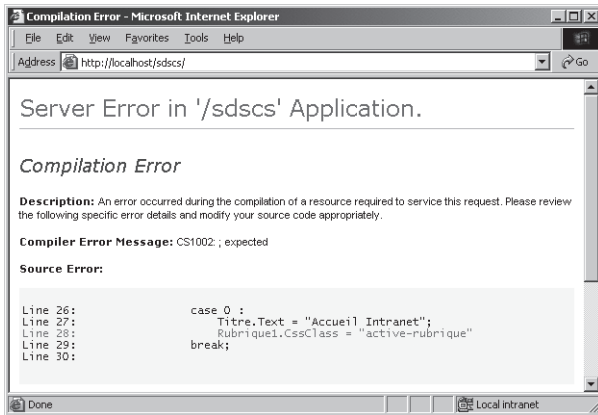 Compilation Error - Microsoft Internet Explorer
File Edit View Favorites Tools Help
Address http://localhost/sdscs/ Go
Server Error in '/sdscs' Application.
Compilation Error
Description: An error occurred during the compilation of a resource required to service this request. Please review
the following specific error details and modify your source code appropriately.
Compiler Error Message: CS1002: ; expected
Source Error:
Line 26: case 0 :
Line 27: Titre.Text = "Accueil Intranet";
Line 28: Rubrique1.CssClass = "active-rubrique"
Line 29: break;
Line 30:
Done Local intranet